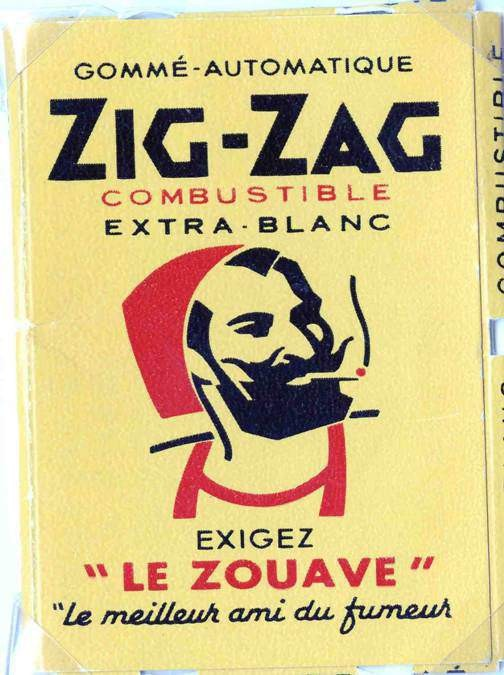 GOMMÉ-AUTOMATIQUE
ZIG-ZAG
COMBUSTIBLE
EXTRA-BLANC
EXIGEZ
"LE ZOUAVE"
"Le meilleur ami du fumeur
COMBUSTIBLE